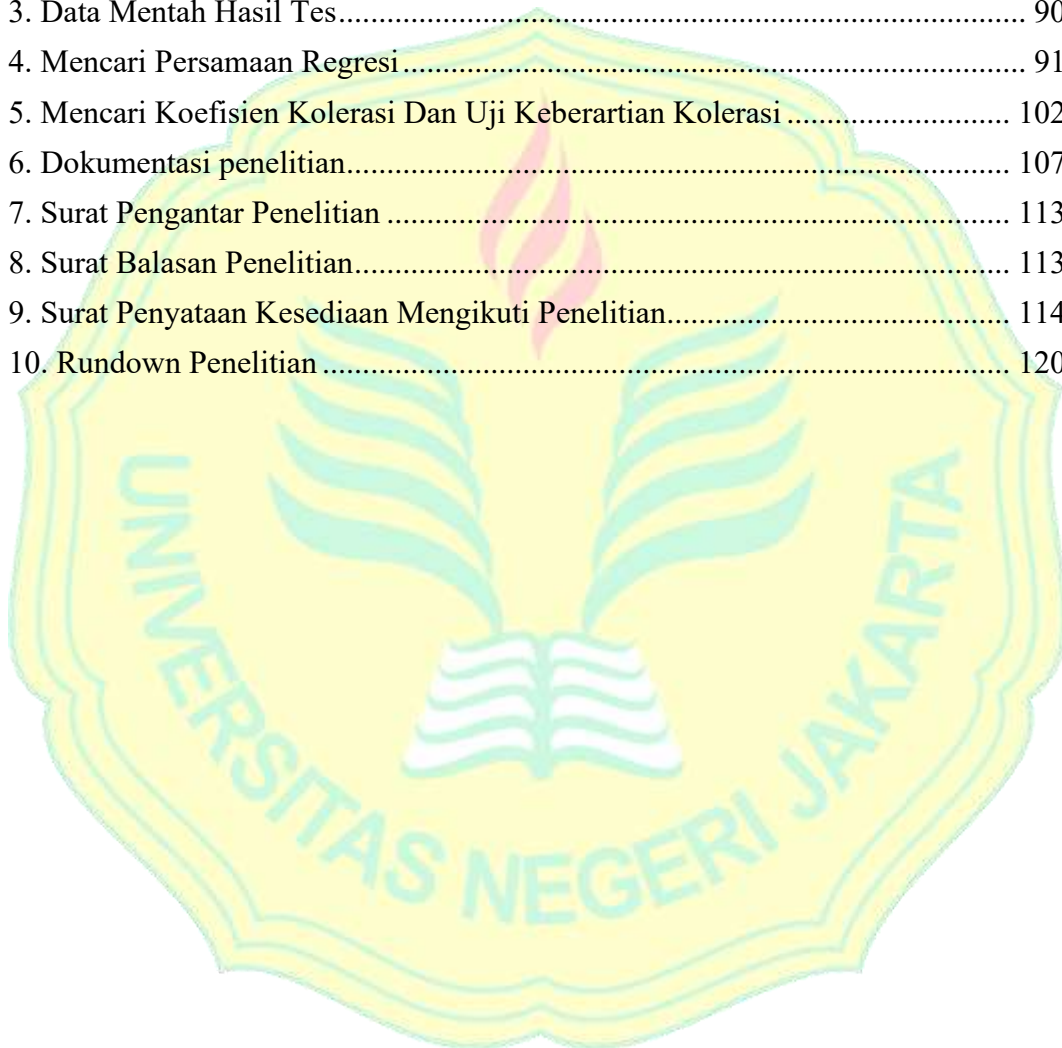 3. Data Mentah Hasil Tes.................................................................................... 90
4. Mencari Persamaan Regresi............................................................................ 91
5. Mencari Koefisien Kolerasi Dan Uji Keberartian Kolerasi .............................. 102
6. Dokumentasi penelitian................................................................................. 107
7. Surat Pengantar Penelitian ............................................................................ 113
8. Surat Balasan Penelitian................................................................................ 113
9. Surat Penyataan Kesediaan Mengikuti Penelitian.......................................... 114
10. Rundown Penelitian .................................................................................... 120
UNIVERSITAS NEGERI JAKARTA